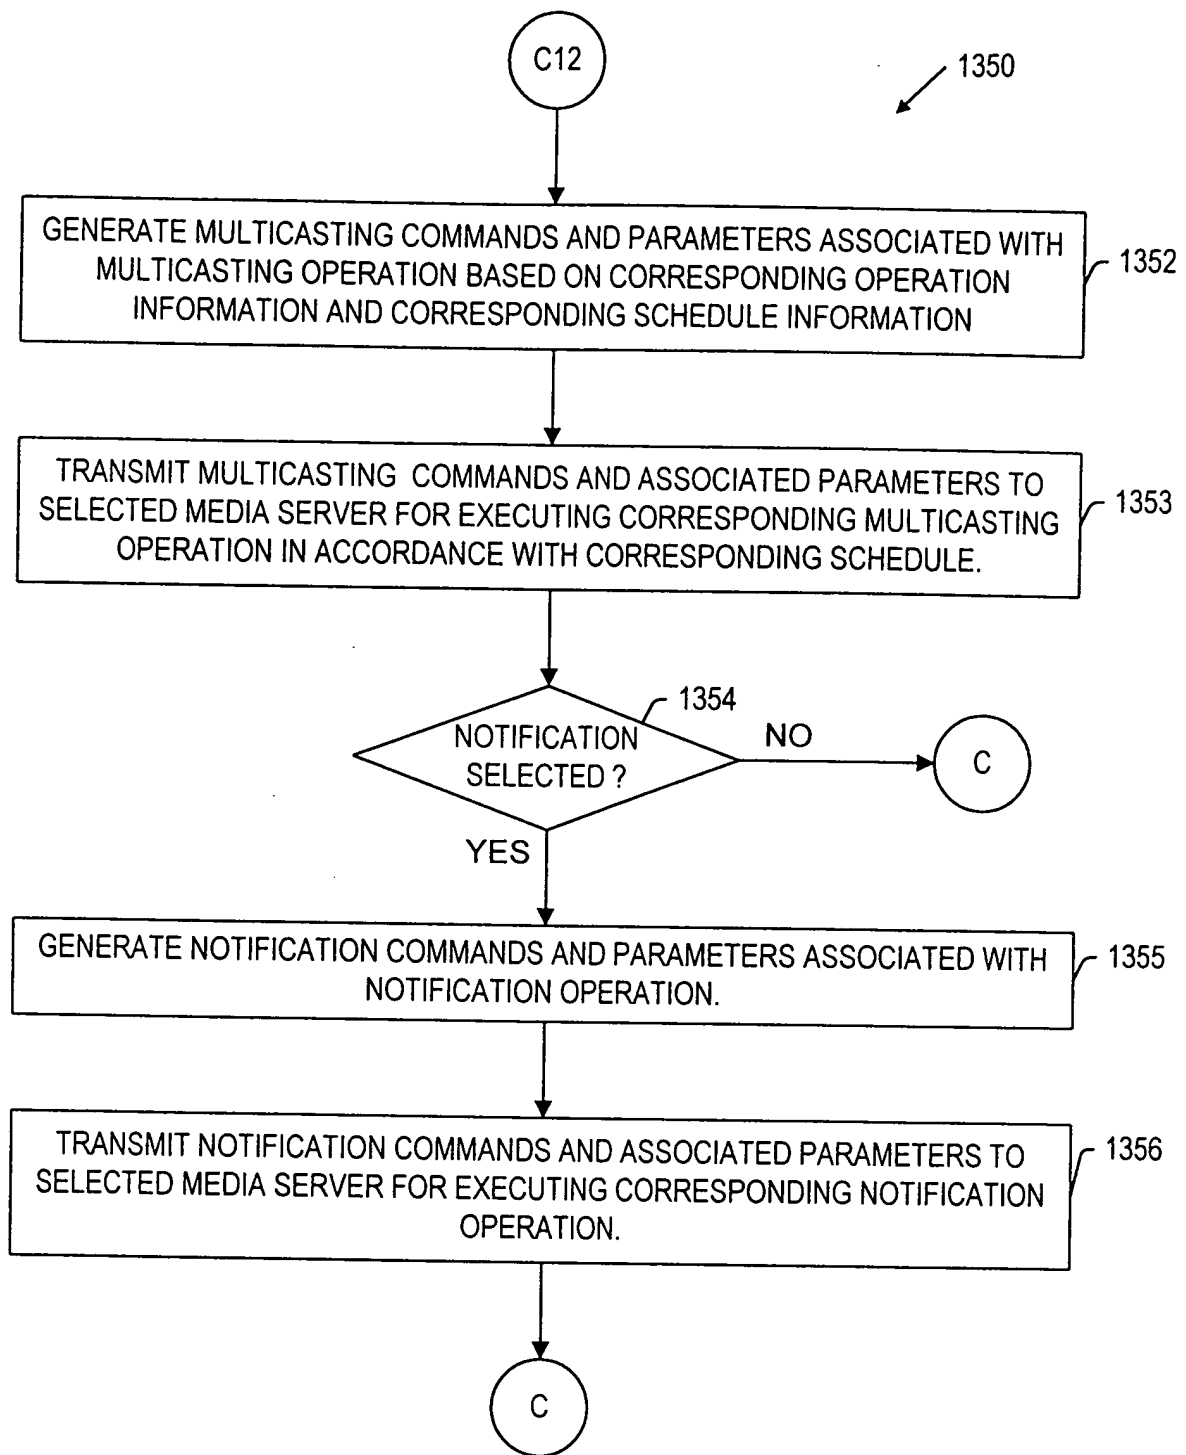 C12
1350
GENERATE MULTICASTING COMMANDS AND PARAMETERS ASSOCIATED WITH
MULTICASTING OPERATION BASED ON CORRESPONDING OPERATION
INFORMATION AND CORRESPONDING SCHEDULE INFORMATION
1352
TRANSMIT MULTICASTING COMMANDS AND ASSOCIATED PARAMETERS TO
SELECTED MEDIA SERVER FOR EXECUTING CORRESPONDING MULTICASTING
OPERATION IN ACCORDANCE WITH CORRESPONDING SCHEDULE.
1353
1354
NOTIFICATION
SELECTED ?
NO
C
YES
GENERATE NOTIFICATION COMMANDS AND PARAMETERS ASSOCIATED WITH
NOTIFICATION OPERATION.
1355
TRANSMIT NOTIFICATION COMMANDS AND ASSOCIATED PARAMETERS TO
SELECTED MEDIA SERVER FOR EXECUTING CORRESPONDING NOTIFICATION
OPERATION.
1356
C